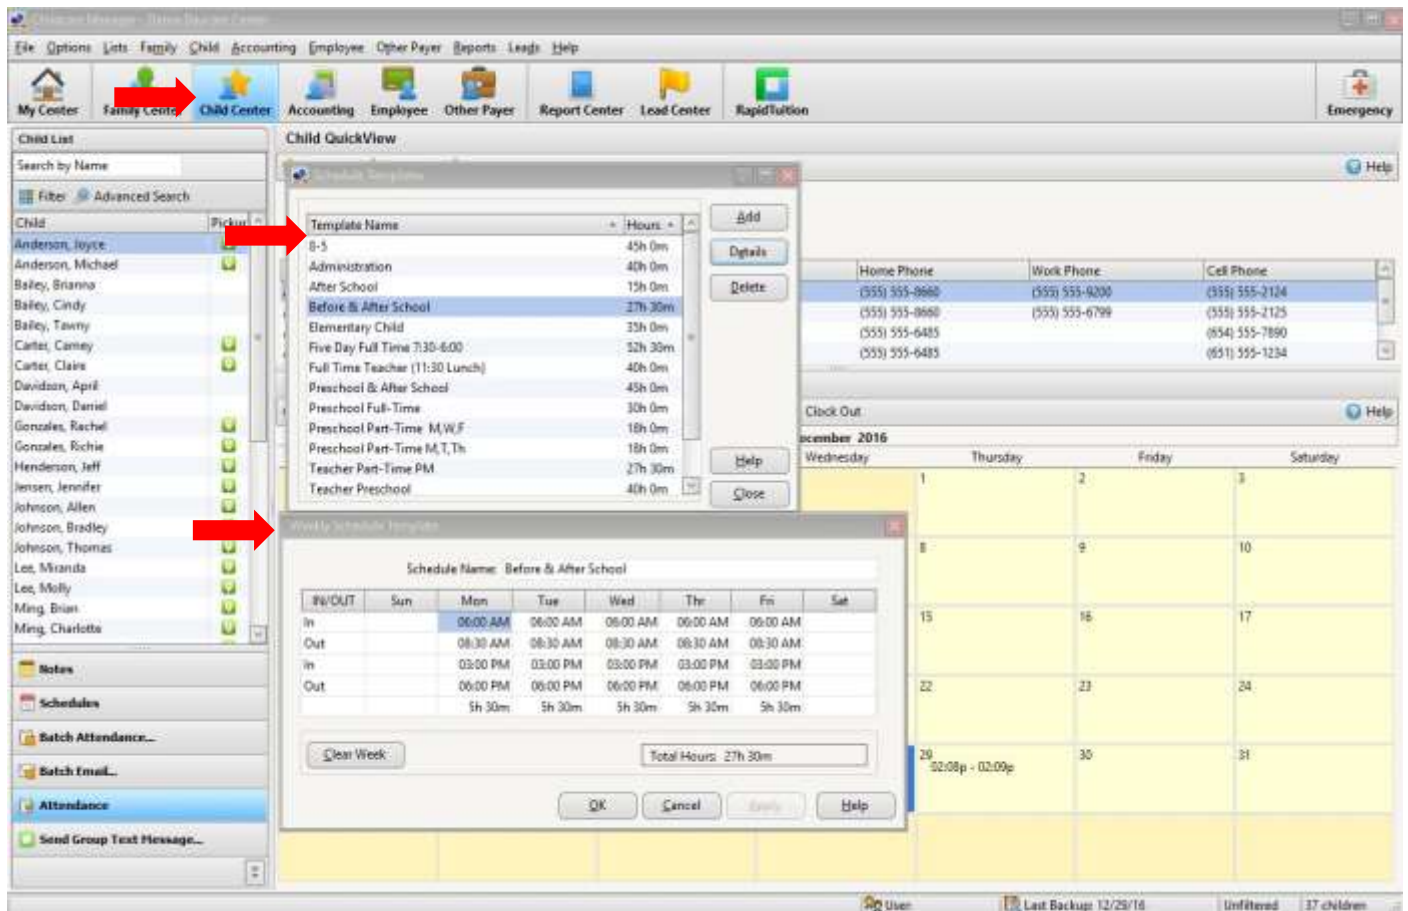 File Options Lists Family Child Accounting Employee Other Payer Reports Leads Help
My Center Family Center Child Center Accounting Employee Other Payer Report Center Lead Center RapidTuition Emergency
Child List
Search by Name
Filter Advanced Search
Child Pickup
Anderson, Joyce
Anderson, Michael
Bailey, Brianna
Bailey, Cindy
Bailey, Tawny
Carter, Camey
Carter, Claire
Davidson, April
Davidson, Daniel
Gonzales, Rachel
Gonzales, Richie
Henderson, Jeff
Jensen, Jennifer
Johnson, Allen
Johnson, Bradley
Johnson, Thomas
Lee, Miranda
Lee, Molly
Ming, Brian
Ming, Charlotte
Notes
Schedules
Batch Attendance...
Batch Email...
Attendance
Send Group Text Message...
Child QuickView
Help
Schedule Templates
Template Name Hours
8-5 45h 0m
Administration 40h 0m
After School 15h 0m
Before & After School 27h 30m
Elementary Child 35h 0m
Five Day Full Time 7:30-6:00 52h 30m
Full Time Teacher (11:30 Lunch) 40h 0m
Preschool & After School 45h 0m
Preschool Full-Time 30h 0m
Preschool Part-Time M,W,F 18h 0m
Preschool Part-Time M,T,Th 18h 0m
Teacher Part-Time PM 27h 30m
Teacher Preschool 40h 0m
Add
Details
Delete
Help
Close
Home Phone Work Phone Cell Phone
(555) 555-8660 (555) 555-9200 (555) 555-2124
(555) 555-8660 (555) 555-6799 (555) 555-2125
(555) 555-6485 (654) 555-7890
(555) 555-6485 (651) 555-1234
Clock Out Help
ecember 2016
Wednesday Thursday Friday Saturday
1 2 3
8 9 10
15 16 17
22 23 24
29 30 31
02:08p - 02:09p
Weekly Schedule Template
Schedule Name: Before & After School
IN/OUT Sun Mon Tue Wed Thr Fri Sat
In 06:00 AM 06:00 AM 06:00 AM 06:00 AM 06:00 AM
Out 08:30 AM 08:30 AM 08:30 AM 08:30 AM 08:30 AM
In 03:00 PM 03:00 PM 03:00 PM 03:00 PM 03:00 PM
Out 06:00 PM 06:00 PM 06:00 PM 06:00 PM 06:00 PM
5h 30m 5h 30m 5h 30m 5h 30m 5h 30m
Clear Week Total Hours: 27h 30m
OK Cancel Apply Help
User: Last Backup: 12/29/16 Unfiltered 37 children